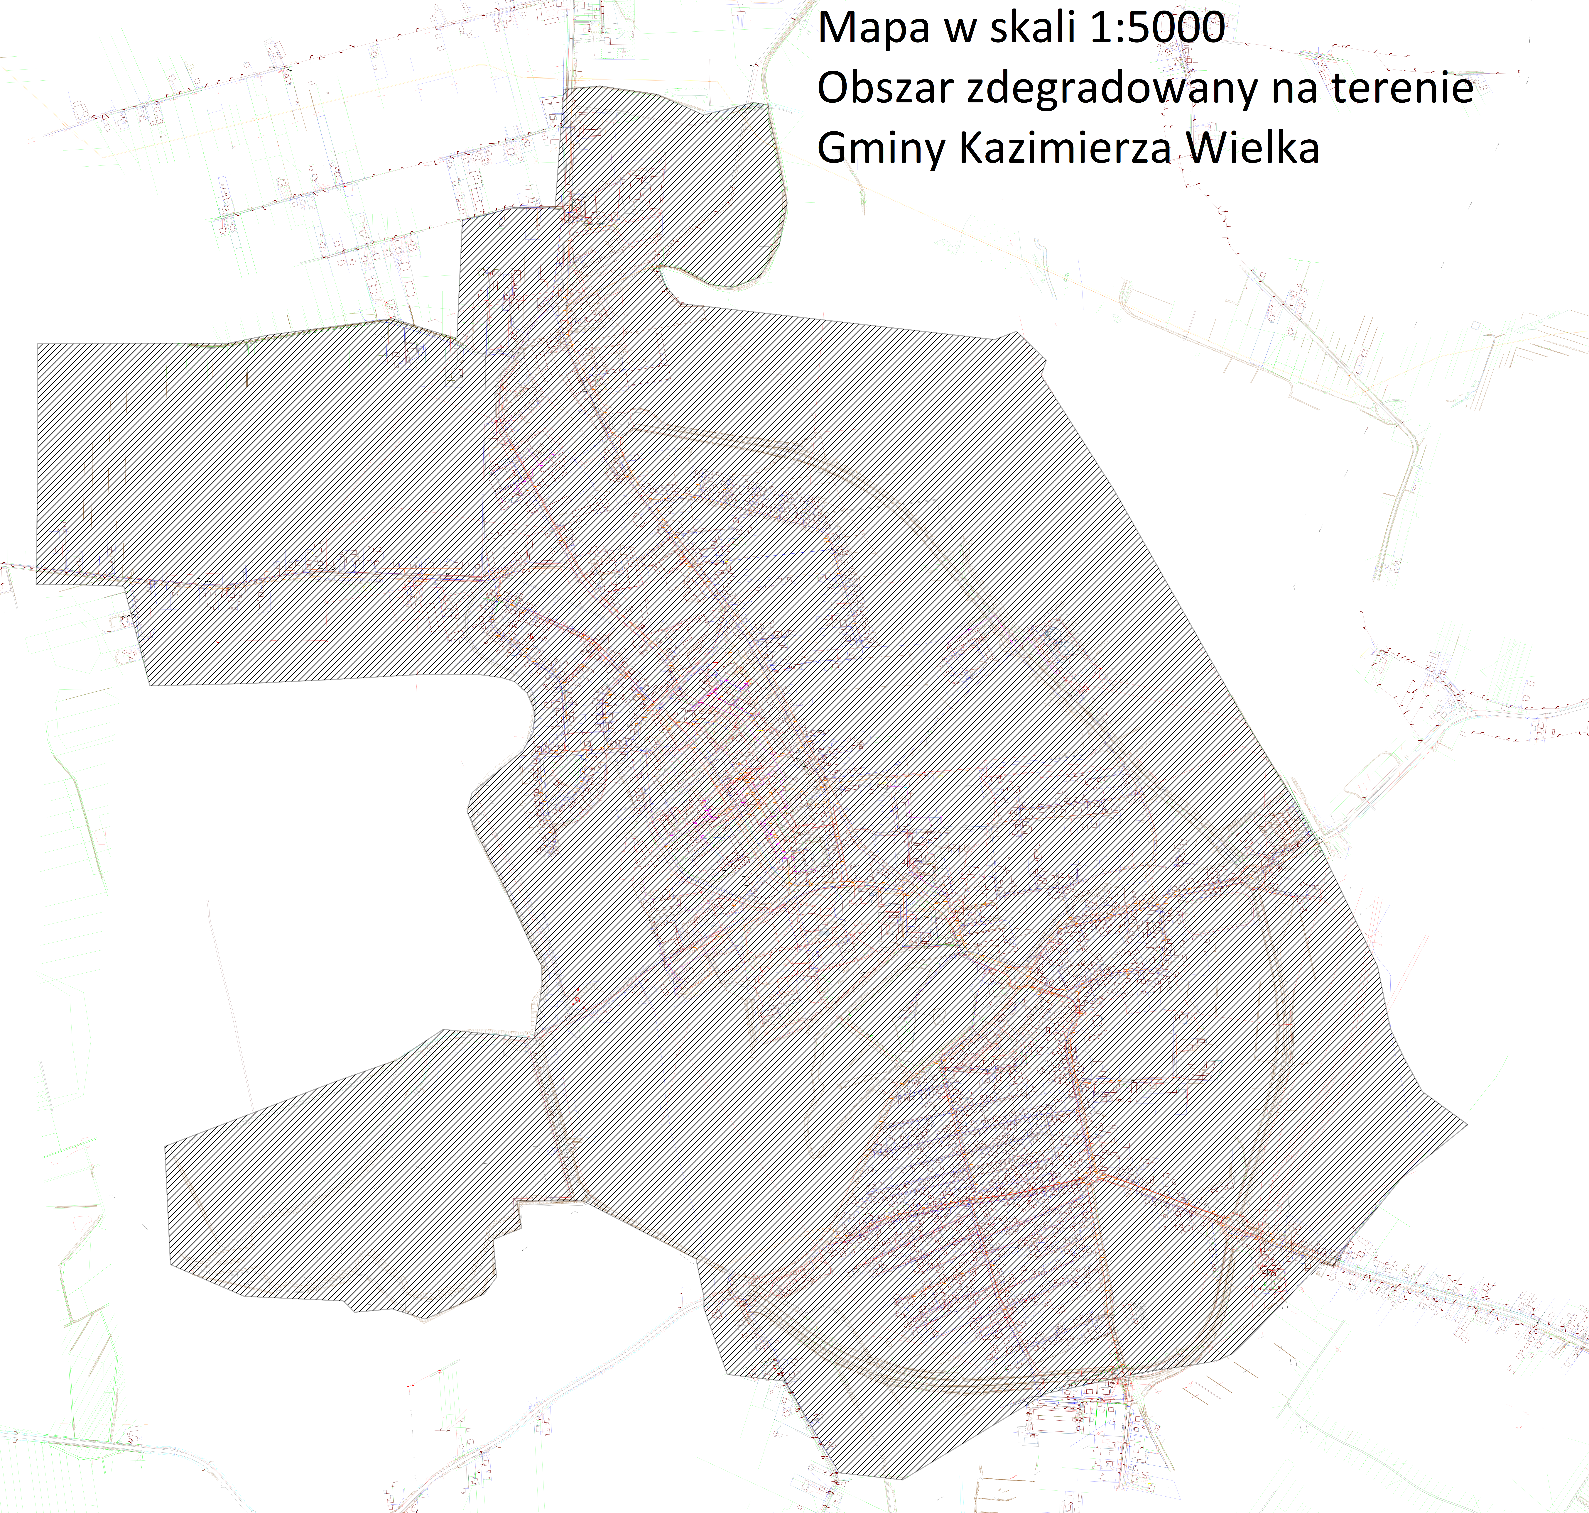 Mapa w skali 1:5000
Obszar zdegradowany na terenie
Gminy Kazimierza Wielka